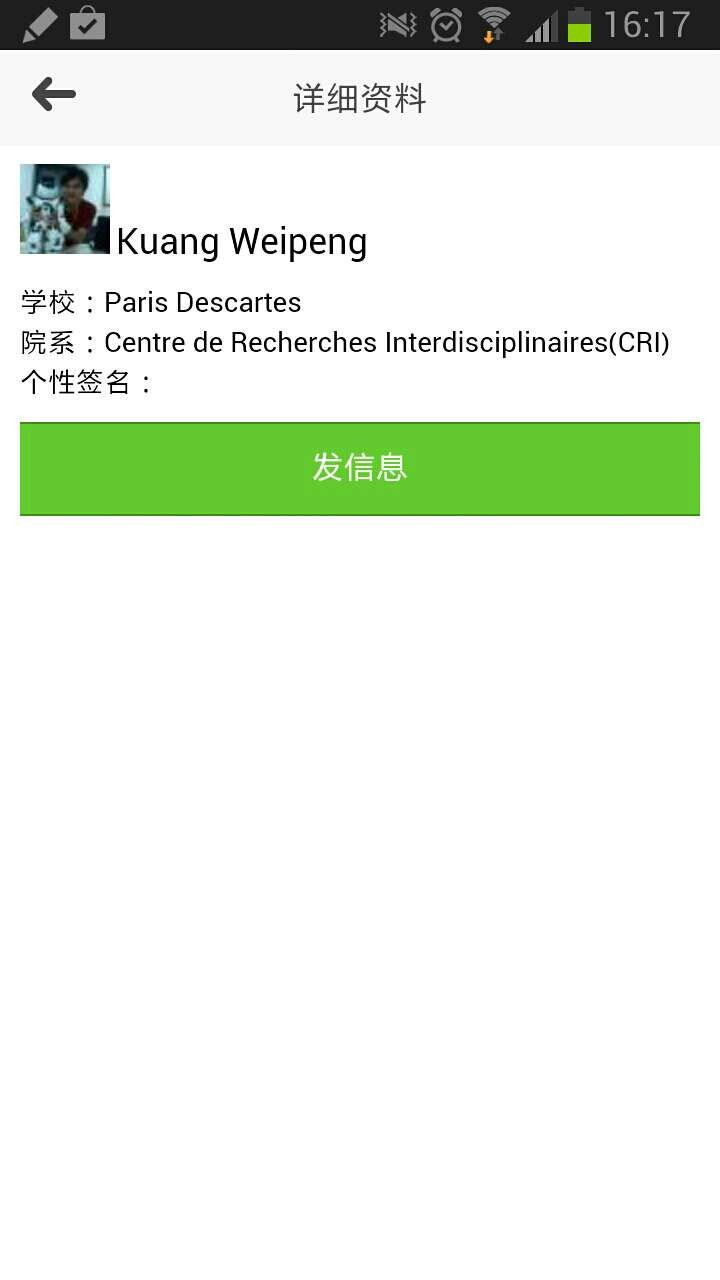 16:17
详细资料
Kuang Weipeng
学校：Paris Descartes
院系：Centre de Recherches Interdisciplinaires(CRI)
个性签名：
发信息